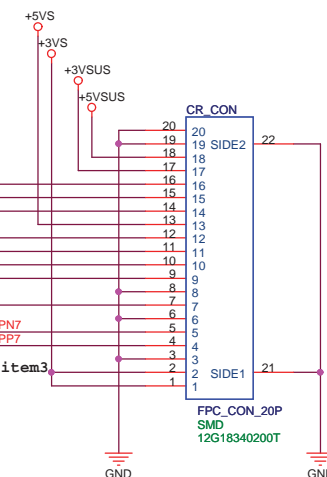 +5VS
+3VS
+3VSUS
+5VSUS
CR_CON
20 20
19 19 SIDE2 22
18 18
17 17
16 16
15 15
14 14
13 13
12 12
11 11
10 10
9 9
8 8
7 7
6 6
PN7 5 5
PP7 4 4
3 3
item3 2 2 SIDE1 21
1 1
FPC_CON_20P
SMD
12G18340200T
GND GND